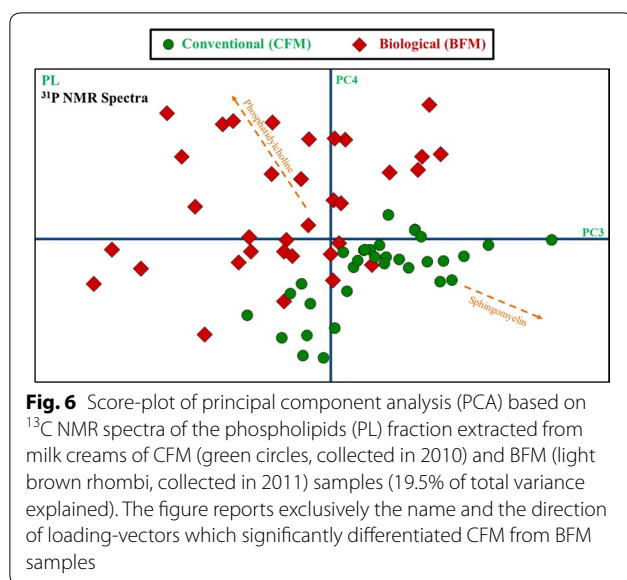 Conventional (CFM) Biological (BFM)
PL
³¹P NMR Spectra
PC4
Phosphatidylcholine
PC3
Sphingomyelin
Fig. 6 Score-plot of principal component analysis (PCA) based on
¹³C NMR spectra of the phospholipids (PL) fraction extracted from
milk creams of CFM (green circles, collected in 2010) and BFM (light
brown rhombi, collected in 2011) samples (19.5% of total variance
explained). The figure reports exclusively the name and the direction
of loading-vectors which significantly differentiated CFM from BFM
samples